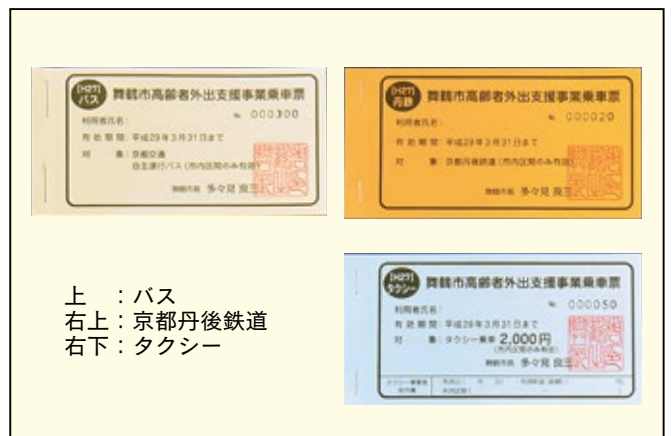 [H27]
バス
舞鶴市高齢者外出支援事業乗車票
№ 000300
利用者氏名:
有効期間:平成29年3月31日まで
対 象:京都交通
自主運行バス(市内区間のみ有効)
舞鶴市長 多々見 良三
[H27]
丹鉄
舞鶴市高齢者外出支援事業乗車票
№ 000020
利用者氏名:
有効期間:平成29年3月31日まで
対 象:京都丹後鉄道(市内区間のみ有効)
舞鶴市長 多々見 良三
上 :バス
右上:京都丹後鉄道
右下:タクシー
[H27]
タクシー
舞鶴市高齢者外出支援事業乗車票
№ 000050
利用者氏名:
有効期間:平成29年3月31日まで
対 象:タクシー乗車 2,000円
(市内区間のみ有効)
舞鶴市長 多々見 良三